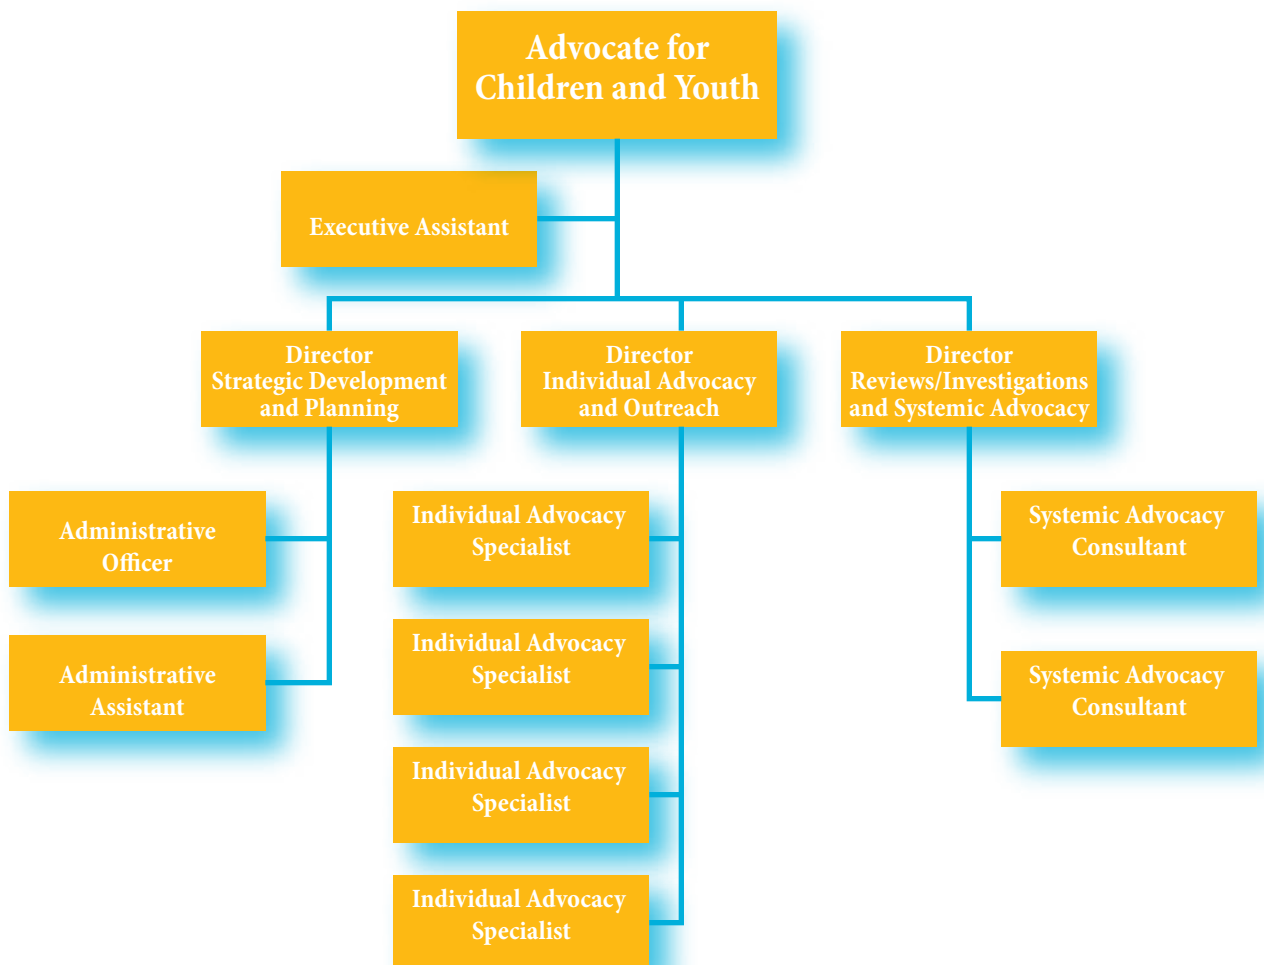 Advocate for
Children and Youth
Executive Assistant
Director
Strategic Development
and Planning
Director
Individual Advocacy
and Outreach
Director
Reviews/Investigations
and Systemic Advocacy
Administrative
Officer
Administrative
Assistant
Individual Advocacy
Specialist
Individual Advocacy
Specialist
Individual Advocacy
Specialist
Individual Advocacy
Specialist
Systemic Advocacy
Consultant
Systemic Advocacy
Consultant